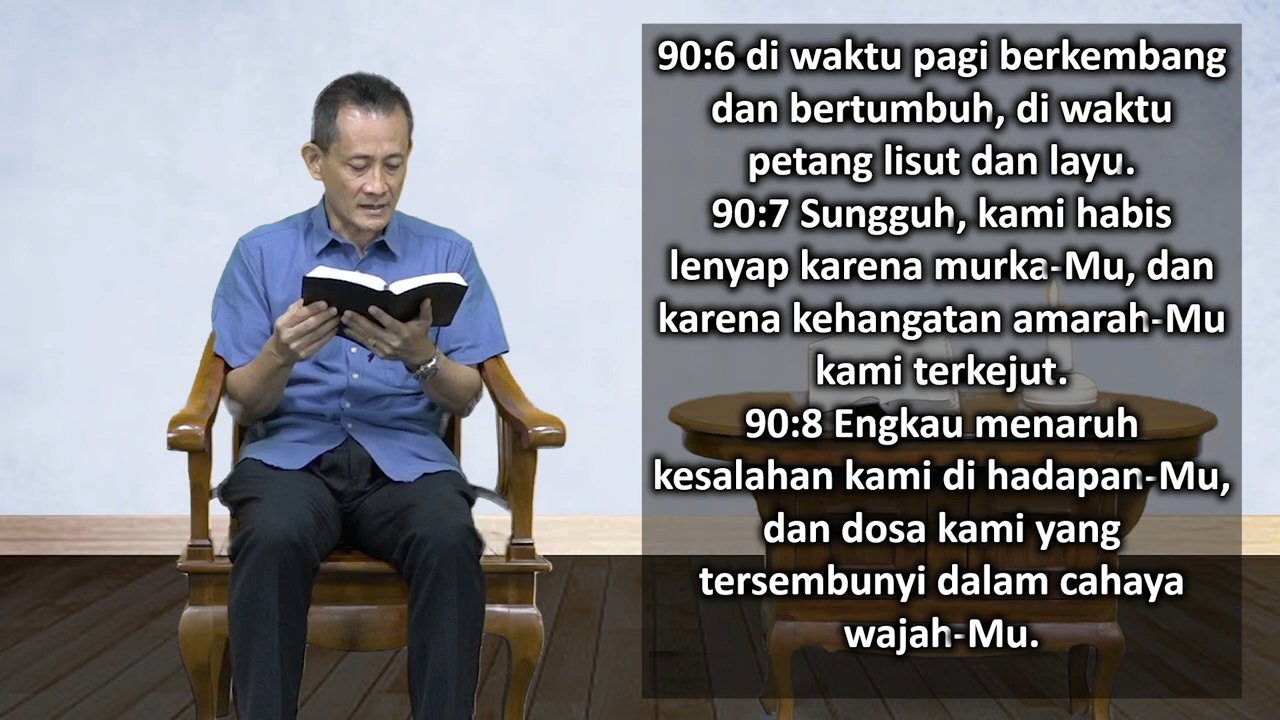 90:6 di waktu pagi berkembang
dan bertumbuh, di waktu
petang lisut dan layu.
90:7 Sungguh, kami habis
lenyap karena murka-Mu, dan
karena kehangatan amarah-Mu
kami terkejut.
90:8 Engkau menaruh
kesalahan kami di hadapan-Mu,
dan dosa kami yang
tersembunyi dalam cahaya
wajah-Mu.